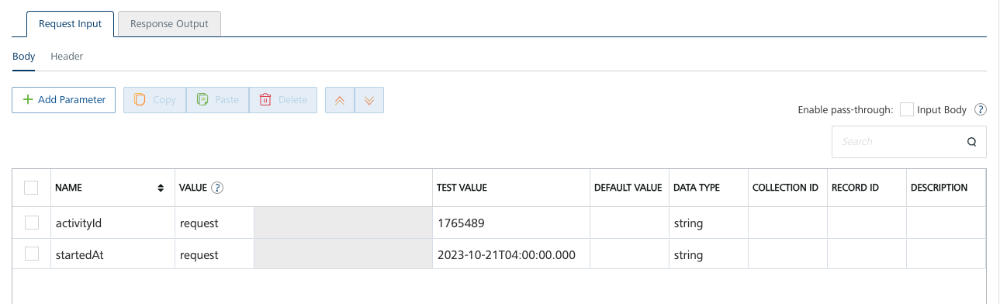 Request Input Response Output
Body Header
Add Parameter Copy Paste Delete
Enable pass-through: Input Body ?
Search
NAME VALUE ? TEST VALUE DEFAULT VALUE DATA TYPE COLLECTION ID RECORD ID DESCRIPTION
activityId request 1765489 string
startedAt request 2023-10-21T04:00:00.000 string